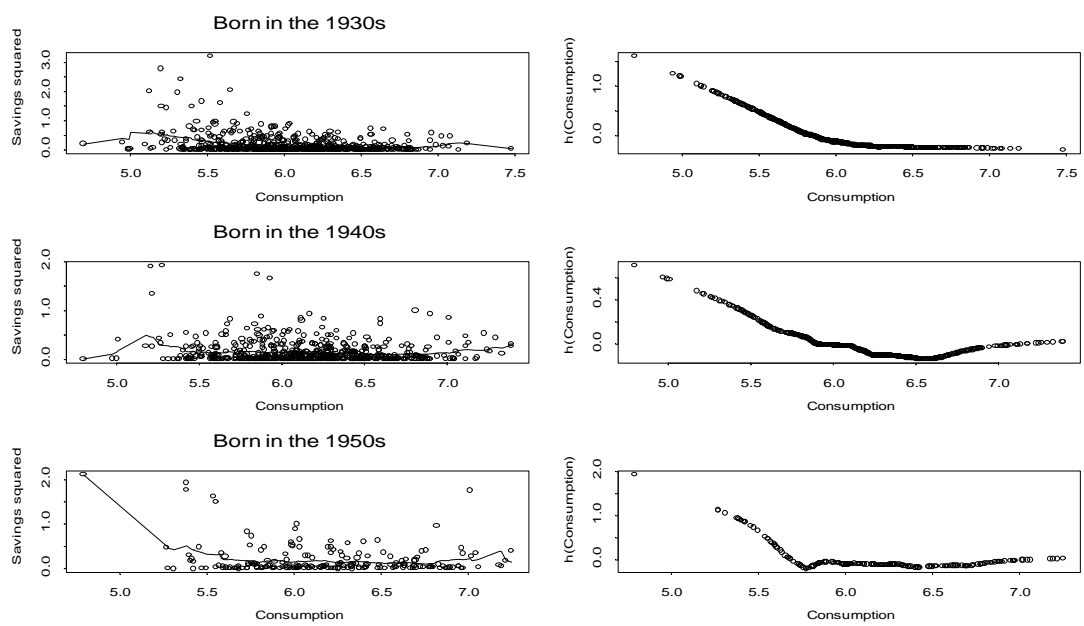 Born in the 1930s
Savings squared
0.0 1.0 2.0 3.0
5.0 5.5 6.0 6.5 7.0 7.5
Consumption
h(Consumption)
0.0 1.0
5.0 5.5 6.0 6.5 7.0 7.5
Consumption
Born in the 1940s
Savings squared
0.0 1.0 2.0
5.0 5.5 6.0 6.5 7.0
Consumption
h(Consumption)
0.0 0.4
5.0 5.5 6.0 6.5 7.0
Consumption
Born in the 1950s
Savings squared
0.0 1.0 2.0
5.0 5.5 6.0 6.5 7.0
Consumption
h(Consumption)
0.0 1.0 2.0
5.0 5.5 6.0 6.5 7.0
Consumption